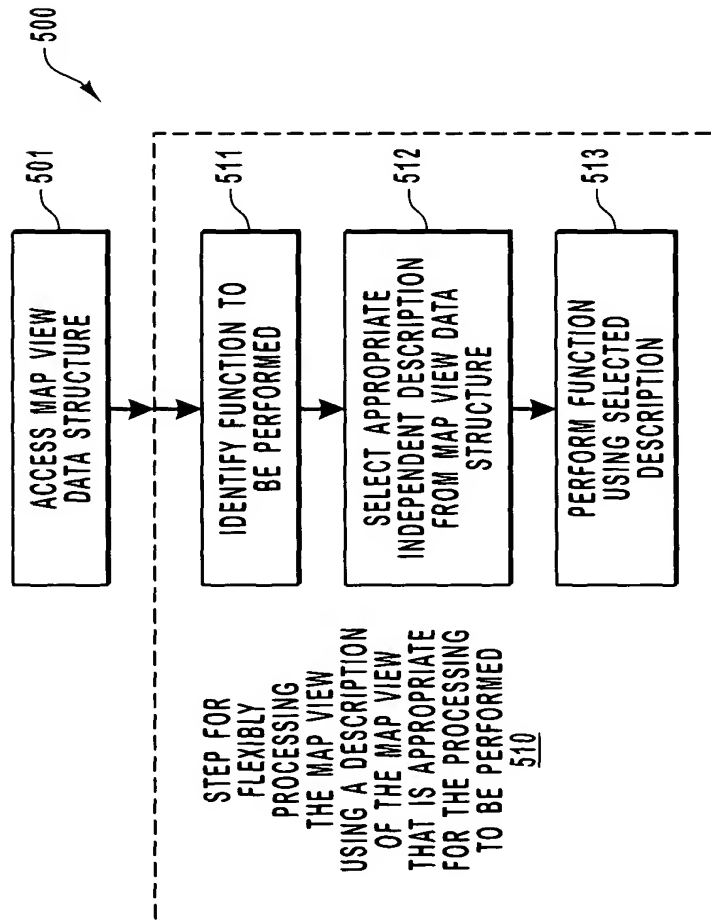 500
501
ACCESS MAP VIEW
DATA STRUCTURE
511
IDENTIFY FUNCTION TO
BE PERFORMED
512
SELECT APPROPRIATE
INDEPENDENT DESCRIPTION
FROM MAP VIEW DATA
STRUCTURE
513
PERFORM FUNCTION
USING SELECTED
DESCRIPTION
STEP FOR
FLEXIBLY
PROCESSING
THE MAP VIEW
USING A DESCRIPTION
OF THE MAP VIEW
THAT IS APPROPRIATE
FOR THE PROCESSING
TO BE PERFORMED
510